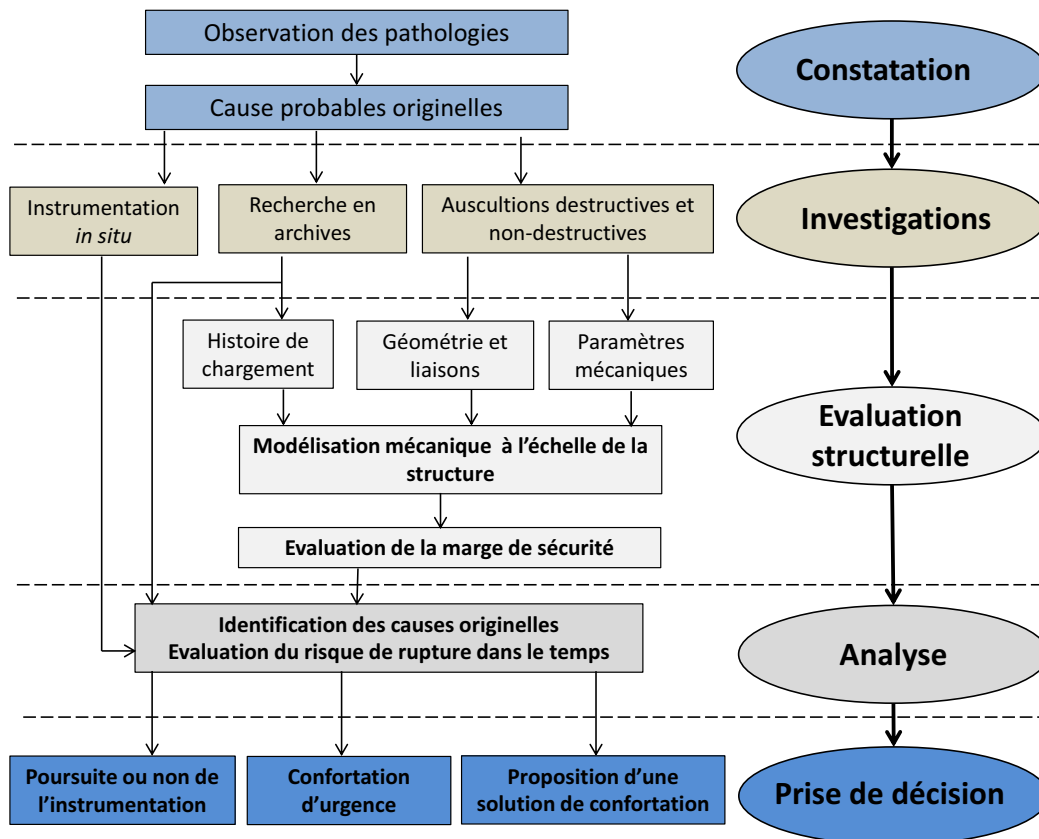 Observation des pathologies
Constatation
Cause probables originelles
Instrumentation
in situ
Recherche en
archives
Auscultions destructives et
non-destructives
Investigations
Histoire de
chargement
Géométrie et
liaisons
Paramètres
mécaniques
Modélisation mécanique à l'échelle de la
structure
Evaluation
structurelle
Evaluation de la marge de sécurité
Identification des causes originelles
Evaluation du risque de rupture dans le temps
Analyse
Poursuite ou non de
l'instrumentation
Confortation
d'urgence
Proposition d'une
solution de confortation
Prise de décision